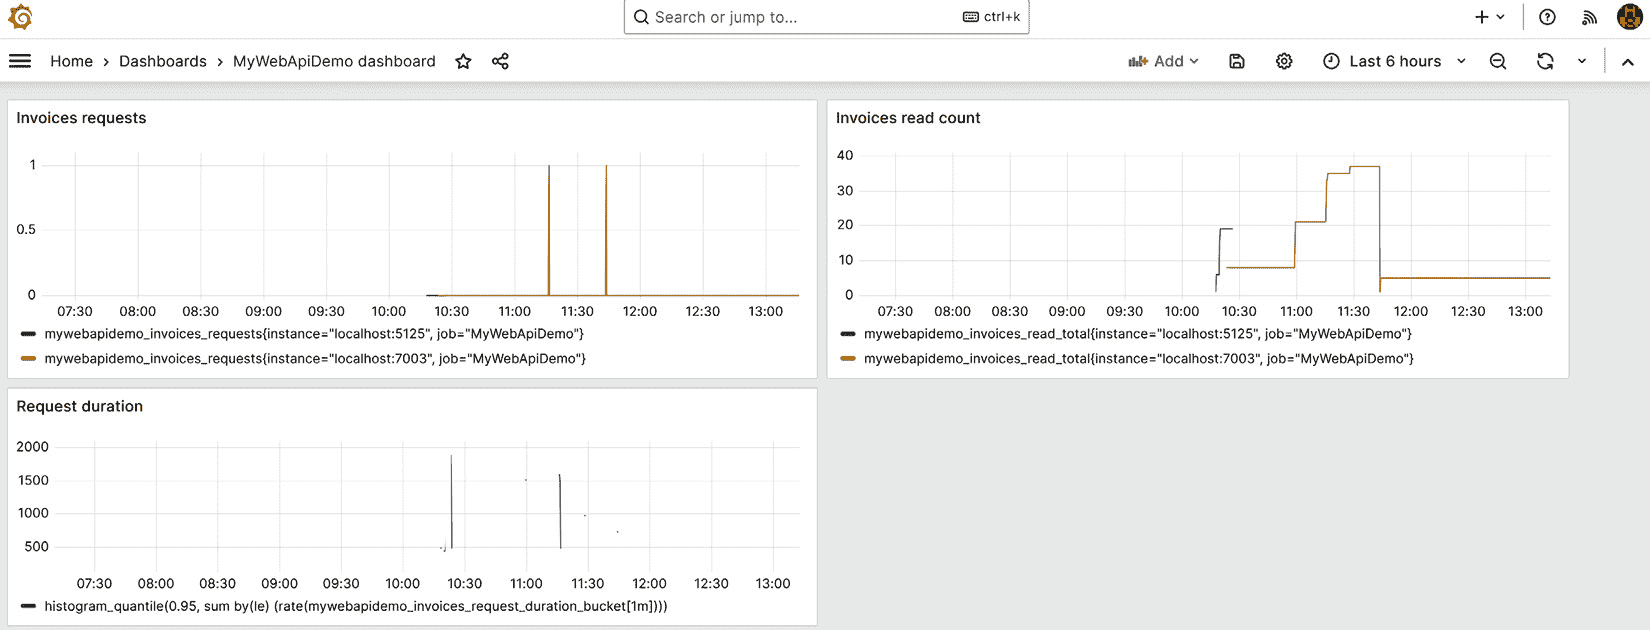 Search or jump to...
ctrl+k
Home > Dashboards > MyWebApiDemo dashboard
Add
Last 6 hours
Invoices requests
1
0.5
0
07:30 08:00 08:30 09:00 09:30 10:00 10:30 11:00 11:30 12:00 12:30 13:00
mywebapidemo_invoices_requests{instance="localhost:5125", job="MyWebApiDemo"}
mywebapidemo_invoices_requests{instance="localhost:7003", job="MyWebApiDemo"}
Invoices read count
40
30
20
10
0
07:30 08:00 08:30 09:00 09:30 10:00 10:30 11:00 11:30 12:00 12:30 13:00
mywebapidemo_invoices_read_total{instance="localhost:5125", job="MyWebApiDemo"}
mywebapidemo_invoices_read_total{instance="localhost:7003", job="MyWebApiDemo"}
Request duration
2000
1500
1000
500
07:30 08:00 08:30 09:00 09:30 10:00 10:30 11:00 11:30 12:00 12:30 13:00
histogram_quantile(0.95, sum by(le) (rate(mywebapidemo_invoices_request_duration_bucket[1m])))